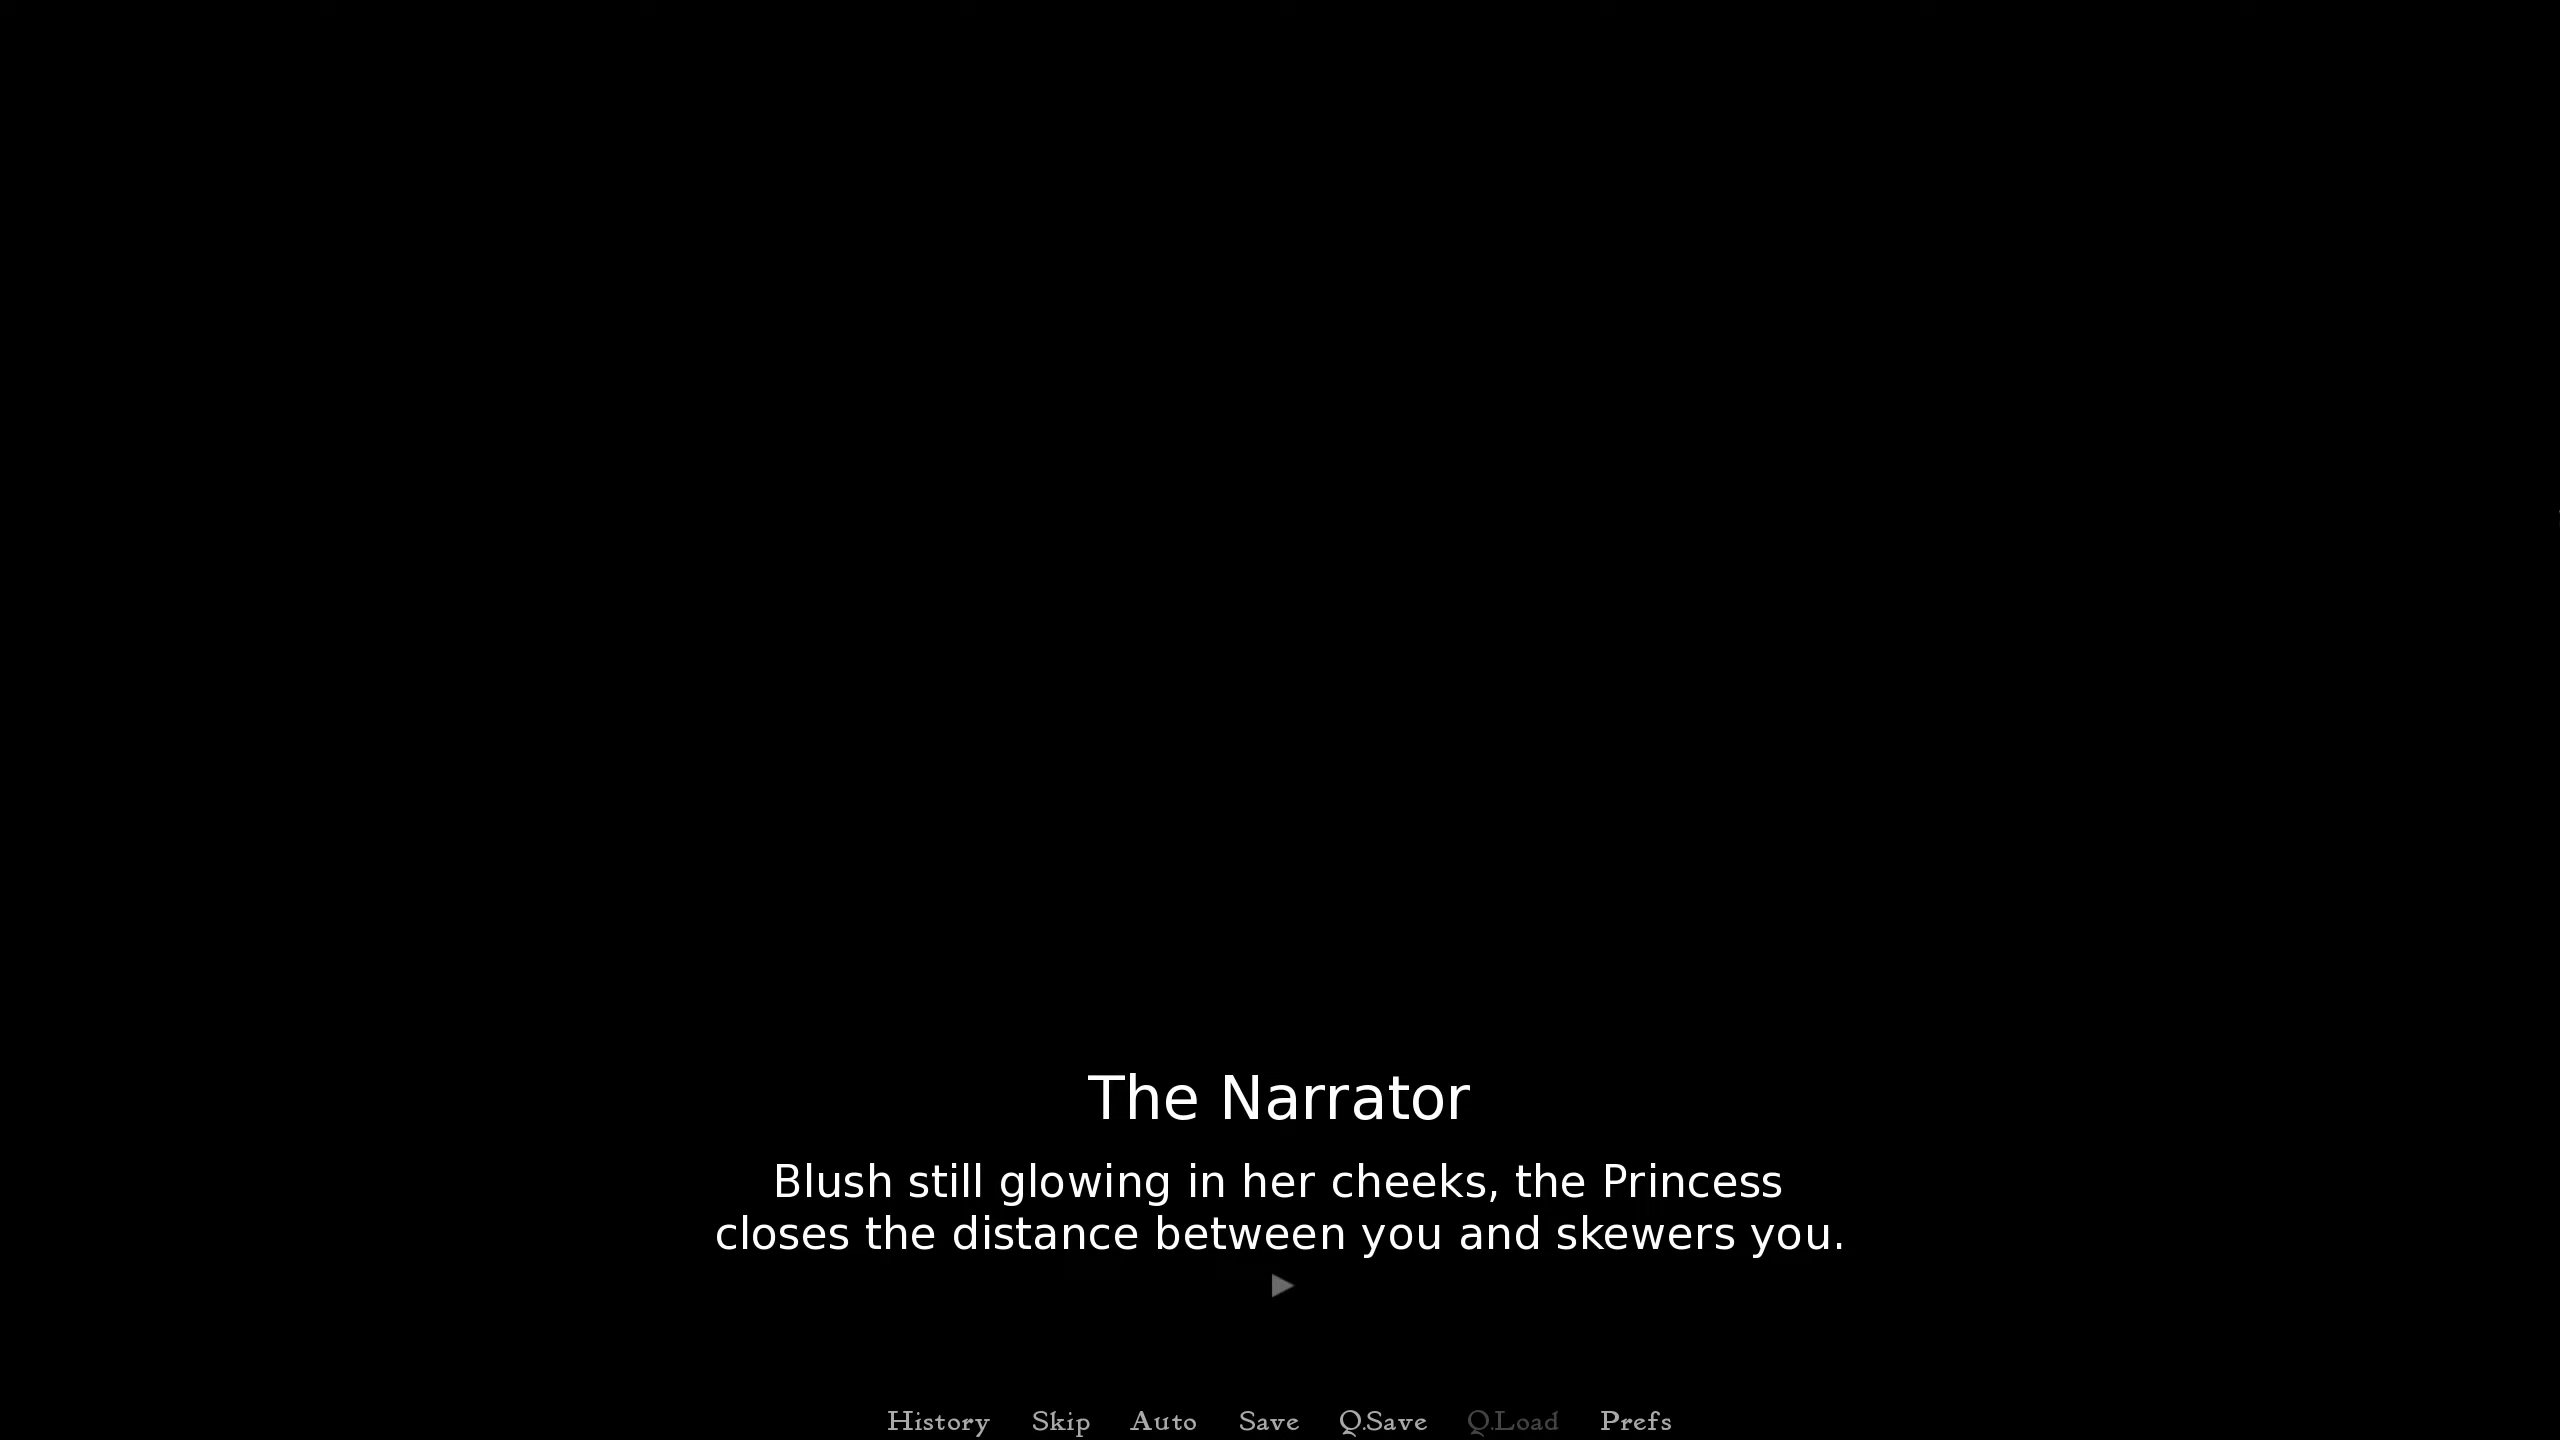 The Narrator
Blush still glowing in her cheeks, the Princess
closes the distance between you and skewers you.
History Skip Auto Save Q.Save Q.Load Prefs